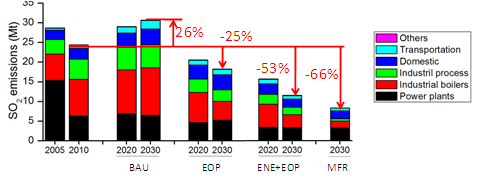 SO2 emissions (Mt)
35
30
25
20
15
10
5
0
26%
-25%
-53%
-66%
Others
Transportation
Domestic
Industril process
Industrial boilers
Power plants
2005 2010 2020 2030 2020 2030 2020 2030 2030
BAU EOP ENE+EOP MFR